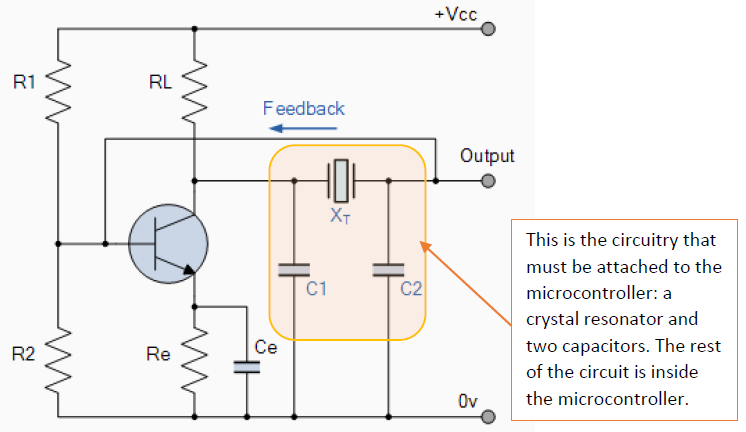 +Vcc
R1
RL
Feedback
Output
XT
C1
C2
R2
Re
Ce
0v
This is the circuitry that
must be attached to the
microcontroller: a
crystal resonator and
two capacitors. The rest
of the circuit is inside
the microcontroller.